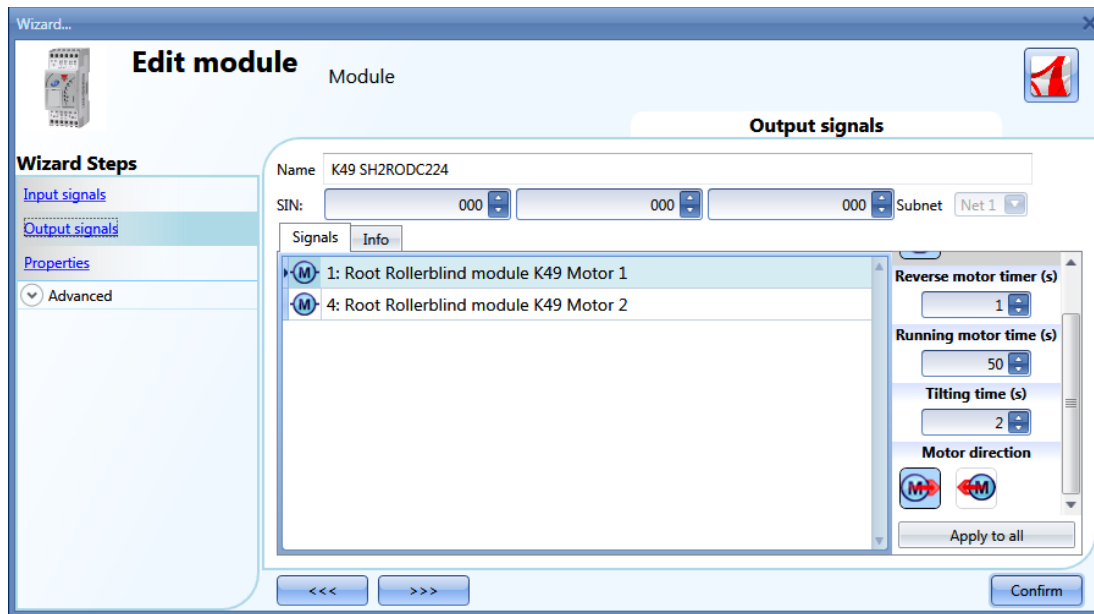 Wizard...
Edit module
Module
Output signals
Wizard Steps
Input signals
Output signals
Properties
Advanced
Name K49 SH2RODC224
SIN: 000 000 000 Subnet Net 1
Signals Info
1: Root Rollerblind module K49 Motor 1
4: Root Rollerblind module K49 Motor 2
Reverse motor timer (s)
1
Running motor time (s)
50
Tilting time (s)
2
Motor direction
M M
Apply to all
<<< >>> Confirm